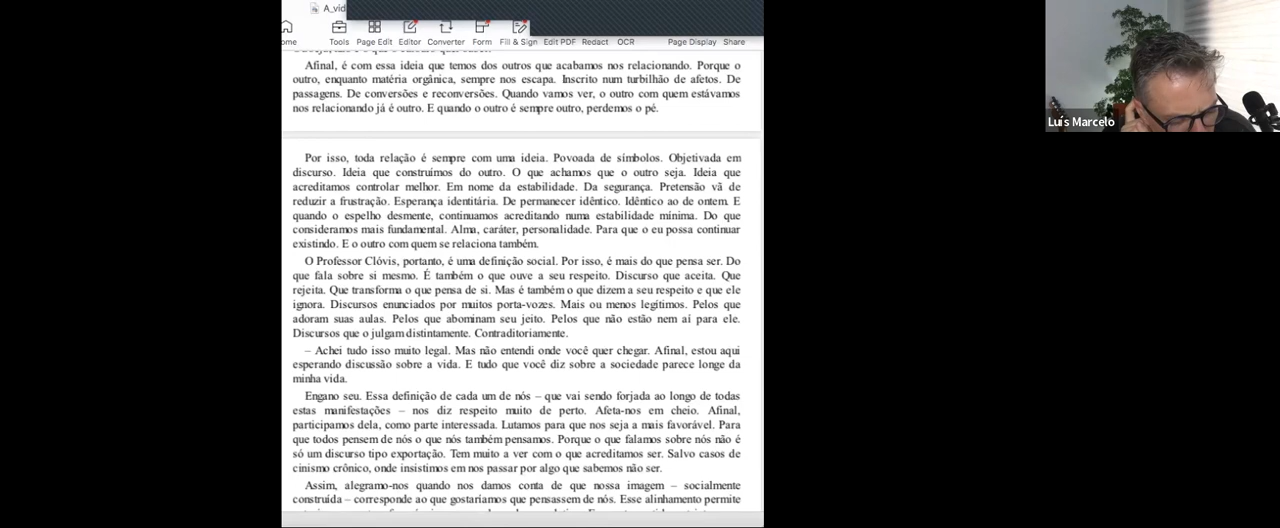 A_vid
ome Tools Page Edit Editor Converter Form Fill & Sign Edit PDF Redact OCR Page Display Share
Afinal, é com essa ideia que temos dos outros que acabamos nos relacionando. Porque o
outro, enquanto matéria orgânica, sempre nos escapa. Inscrito num turbilhão de afetos. De
passagens. De conversões e reconversões. Quando vamos ver, o outro com quem estávamos
nos relacionando já é outro. E quando o outro é sempre outro, perdemos o pé.
Por isso, toda relação é sempre com uma ideia. Povoada de símbolos. Objetivada em
discurso. Ideia que construímos do outro. O que achamos que o outro seja. Ideia que
acreditamos controlar melhor. Em nome da estabilidade. Da segurança. Pretensão vã de
reduzir a frustração. Esperança identitária. De permanecer idêntico. Idêntico ao de ontem. E
quando o espelho desmente, continuamos acreditando numa estabilidade mínima. Do que
consideramos mais fundamental. Alma, caráter, personalidade. Para que o eu possa continuar
existindo. E o outro com quem se relaciona também.
O Professor Clóvis, portanto, é uma definição social. Por isso, é mais do que pensa ser. Do
que fala sobre si mesmo. É também o que ouve a seu respeito. Discurso que aceita. Que
rejeita. Que transforma o que pensa de si. Mas é também o que dizem a seu respeito e que ele
ignora. Discursos enunciados por muitos porta-vozes. Mais ou menos legítimos. Pelos que
adoram suas aulas. Pelos que abominam seu jeito. Pelos que não estão nem aí para ele.
Discursos que o julgam distintamente. Contraditoriamente.
– Achei tudo isso muito legal. Mas não entendi onde você quer chegar. Afinal, estou aqui
esperando discussão sobre a vida. E tudo que você diz sobre a sociedade parece longe da
minha vida.
Engano seu. Essa definição de cada um de nós – que vai sendo forjada ao longo de todas
estas manifestações – nos diz respeito muito de perto. Afeta-nos em cheio. Afinal,
participamos dela, como parte interessada. Lutamos para que nos seja a mais favorável. Para
que todos pensem de nós o que nós também pensamos. Porque o que falamos sobre nós não é
só um discurso tipo exportação. Tem muito a ver com o que acreditamos ser. Salvo casos de
cinismo crônico, onde insistimos em nos passar por algo que sabemos não ser.
Assim, alegramo-nos quando nos damos conta de que nossa imagem – socialmente
construída – corresponde ao que gostaríamos que pensassem de nós. Esse alinhamento permite
Luís Marcelo